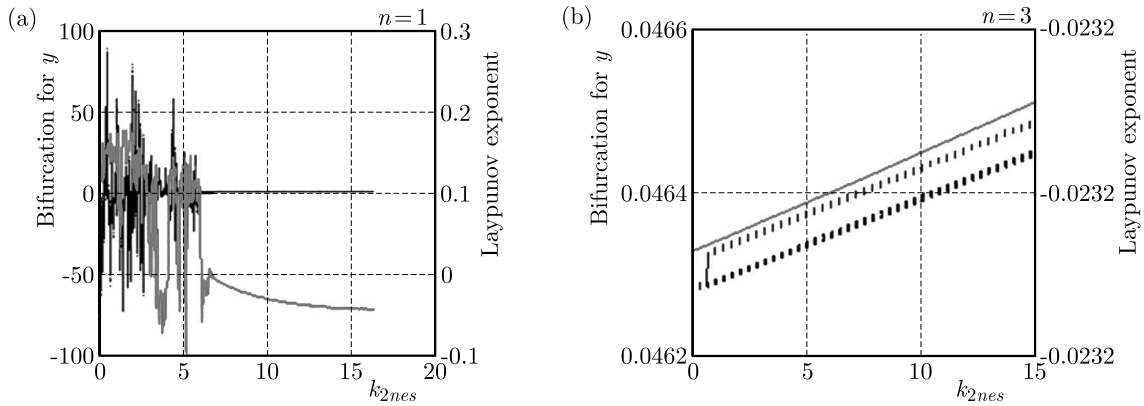 (a)
n=1
Bifurcation for y
100
50
0
-50
-100
0.3
0.2
0.1
0
-0.1
Laypunov exponent
0 5 10 15 20
k2nes
(b)
n=3
Bifurcation for y
0.0466
0.0464
0.0462
-0.0232
-0.0232
-0.0232
Laypunov exponent
0 5 10 15
k2nes